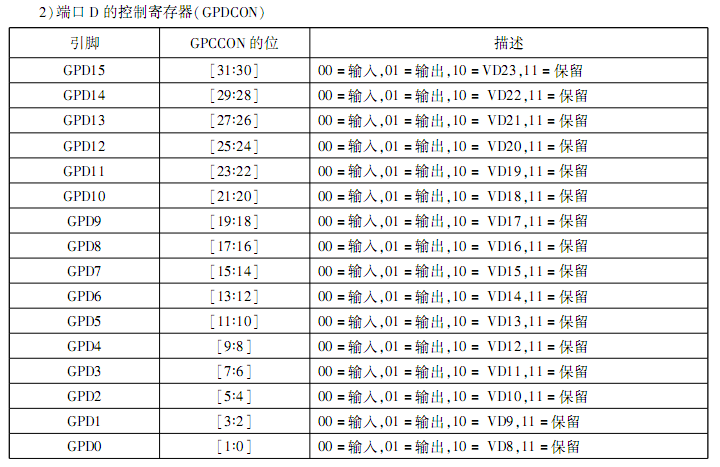 2)端口 D 的控制寄存器(GPDCON)
引脚 GPCCON 的位 描述
GPD15 [31:30] 00 =输入,01 =输出,10 =VD23,11 =保留
GPD14 [29:28] 00 =输入,01 =输出,10 = VD22,11 =保留
GPD13 [27:26] 00 =输入,01 =输出,10 = VD21,11 =保留
GPD12 [25:24] 00 =输入,01 =输出,10 = VD20,11 =保留
GPD11 [23:22] 00 =输入,01 =输出,10 = VD19,11 =保留
GPD10 [21:20] 00 =输入,01 =输出,10 = VD18,11 =保留
GPD9 [19:18] 00 =输入,01 =输出,10 = VD17,11 =保留
GPD8 [17:16] 00 =输入,01 =输出,10 = VD16,11 =保留
GPD7 [15:14] 00 =输入,01 =输出,10 = VD15,11 =保留
GPD6 [13:12] 00 =输入,01 =输出,10 = VD14,11 =保留
GPD5 [11:10] 00 =输入,01 =输出,10 = VD13,11 =保留
GPD4 [9:8] 00 =输入,01 =输出,10 = VD12,11 =保留
GPD3 [7:6] 00 =输入,01 =输出,10 = VD11,11 =保留
GPD2 [5:4] 00 =输入,01 =输出,10 = VD10,11 =保留
GPD1 [3:2] 00 =输入,01 =输出,10 = VD9,11 =保留
GPD0 [1:0] 00 =输入,01 =输出,10 = VD8,11 =保留